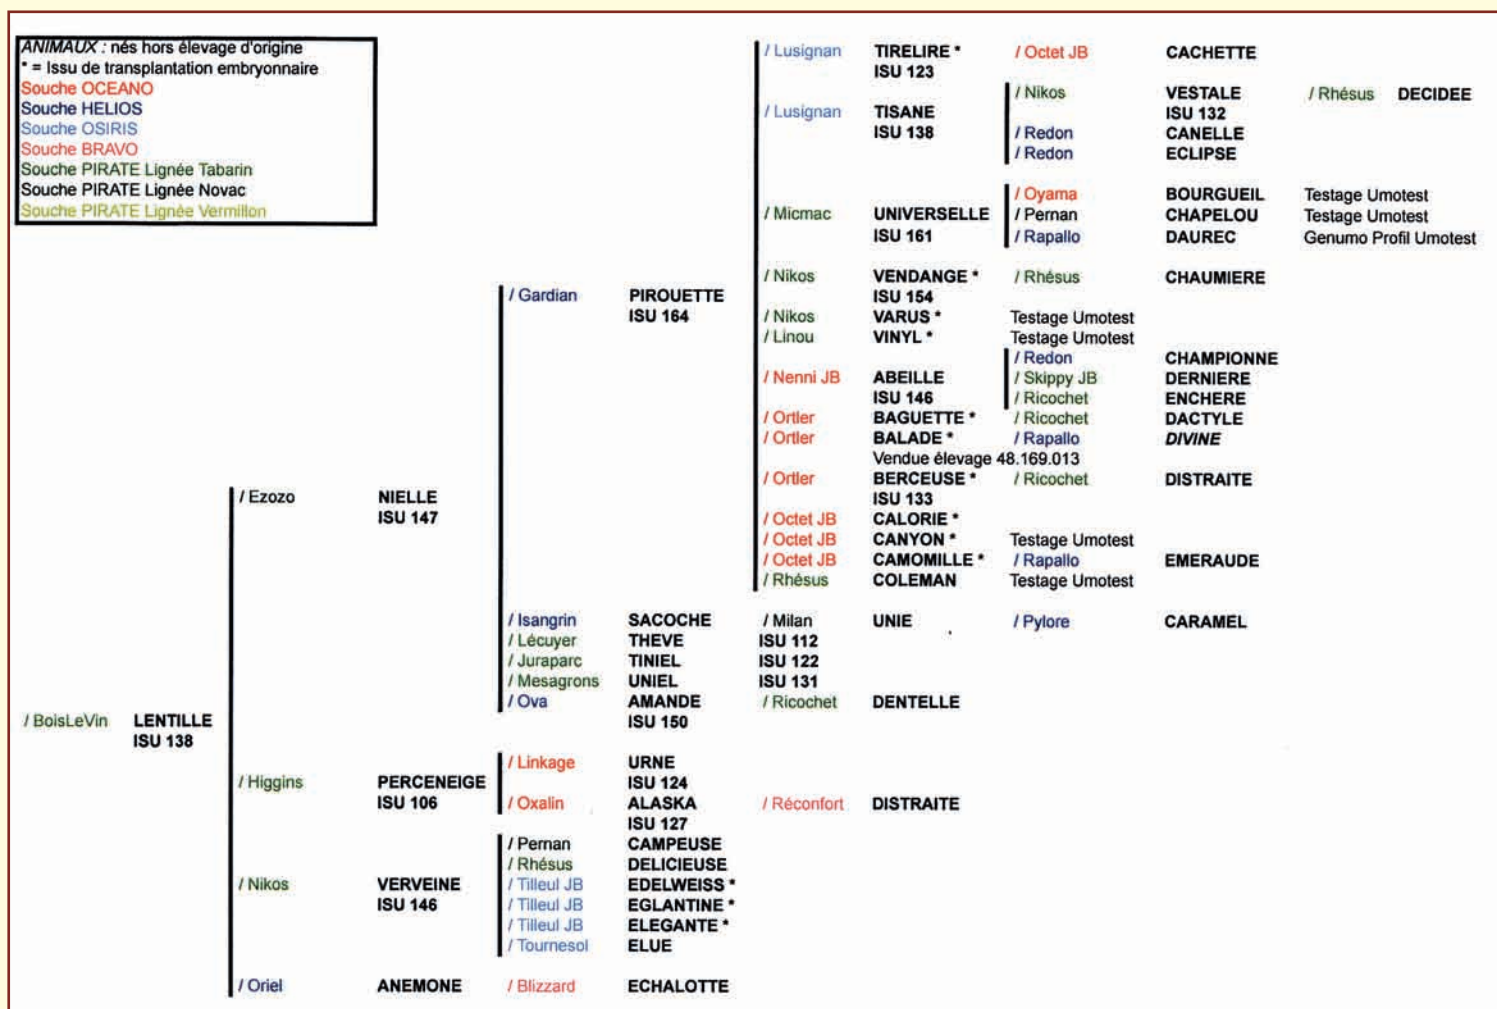 ANIMAUX : nés hors élevage d'origine
* = Issu de transplantation embryonnaire
Souche OCEANO
Souche HELIOS
Souche OSIRIS
Souche BRAVO
Souche PIRATE Lignée Tabarin
Souche PIRATE Lignée Novac
Souche PIRATE Lignée Vermillon
/ Lusignan TIRELIRE * / Octet JB CACHETTE
ISU 123
/ Nikos VESTALE / Rhésus DECIDEE
/ Lusignan TISANE ISU 132
ISU 138 / Redon CANELLE
/ Redon ECLIPSE
/ Oyama BOURGUEIL Testage Umotest
/ Micmac UNIVERSELLE / Pernan CHAPELOU Testage Umotest
ISU 161 / Rapallo DAUREC Genumo Profil Umotest
/ Nikos VENDANGE * / Rhésus CHAUMIERE
/ Gardian PIROUETTE ISU 154
ISU 164 / Nikos VARUS * Testage Umotest
/ Linou VINYL * Testage Umotest
/ Redon CHAMPIONNE
/ Nenni JB ABEILLE / Skippy JB DERNIERE
ISU 146 / Ricochet ENCHERE
/ Ortler BAGUETTE * / Ricochet DACTYLE
/ Ortler BALADE * / Rapallo DIVINE
Vendue élevage 48.169.013
/ Ortler BERCEUSE * / Ricochet DISTRAITE
/ Ezozo NIELLE ISU 133
ISU 147 / Octet JB CALORIE *
/ Octet JB CANYON * Testage Umotest
/ Octet JB CAMOMILLE * / Rapallo EMERAUDE
/ Rhésus COLEMAN Testage Umotest
/ Isangrin SACOCHE / Milan UNIE / Pylore CARAMEL
/ Lécuyer THEVE ISU 112
/ Juraparc TINIEL ISU 122
/ Mesagrons UNIEL ISU 131
/ Ova AMANDE / Ricochet DENTELLE
/ BoisLeVin LENTILLE ISU 150
ISU 138
/ Linkage URNE
/ Higgins PERCENEIGE ISU 124
ISU 106 / Oxalin ALASKA / Réconfort DISTRAITE
ISU 127
/ Pernan CAMPEUSE
/ Rhésus DELICIEUSE
/ Nikos VERVEINE / Tilleul JB EDELWEISS *
ISU 146 / Tilleul JB EGLANTINE *
/ Tilleul JB ELEGANTE *
/ Tournesol ELUE
/ Oriel ANEMONE / Blizzard ECHALOTTE